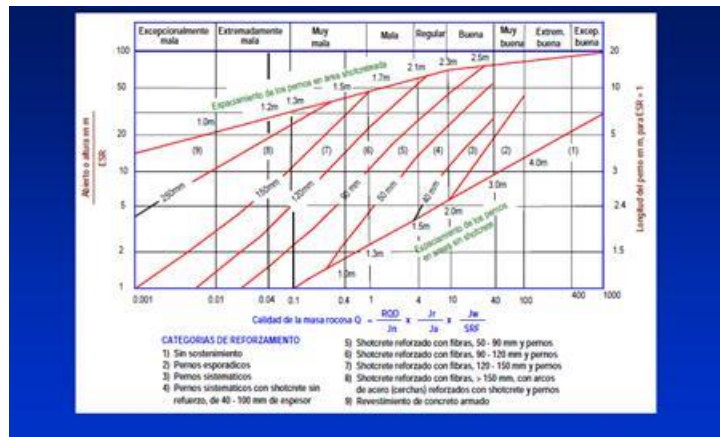 Excepcionalmente mala
Extremadamente mala
Muy mala
Mala
Regular
Buena
Muy buena
Extrem. buena
Excep. buena
100
50
20
10
5
2
1
Abierto o altura en m
ESR
20
10
5
3
2.4
1.5
Longitud del perno en m, para ESR = 1
Espaciamiento de los pernos en area shotcreteada
1.0m
1.2m
1.3m
1.5m
1.7m
2.1m
2.3m
2.5m
(9)
(8)
(7)
(6)
(5)
(4)
(3)
(2)
(1)
250mm
150mm
120mm
90 mm
50 mm
40 mm
4.0m
3.0m
2.0m
1.5m
1.3m
1.0m
Espaciamiento de los pernos
en areas sin shotcrete
0.001
0.01
0.04
0.1
0.4
1
4
10
40
100
400
1000
Calidad de la masa rocosa Q = RQD / Jn x Jr / Ja x Jw / SRF
CATEGORIAS DE REFORZAMIENTO
1) Sin sostenimiento
2) Pernos esporadicos
3) Pernos sistemáticos
4) Pernos sistemáticos con shotcrete sin
refuerzo, de 40 - 100 mm de espesor
5) Shotcrete reforzado con fibras, 50 - 90 mm y pernos
6) Shotcrete reforzado con fibras, 90 - 120 mm y pernos
7) Shotcrete reforzado con fibras, 120 - 150 mm y pernos
8) Shotcrete reforzado con fibras, > 150 mm, con arcos
de acero (cerchas) reforzados con shotcrete y pernos
9) Revestimiento de concreto armado